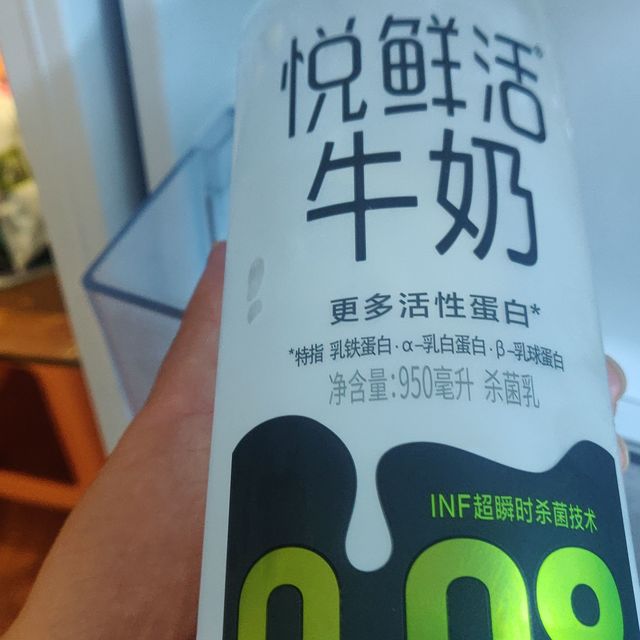 悦鲜活®
牛奶
更多活性蛋白*
*特指 乳铁蛋白·α-乳白蛋白·β-乳球蛋白
净含量:950毫升 杀菌乳
INF超瞬时杀菌技术
0.09